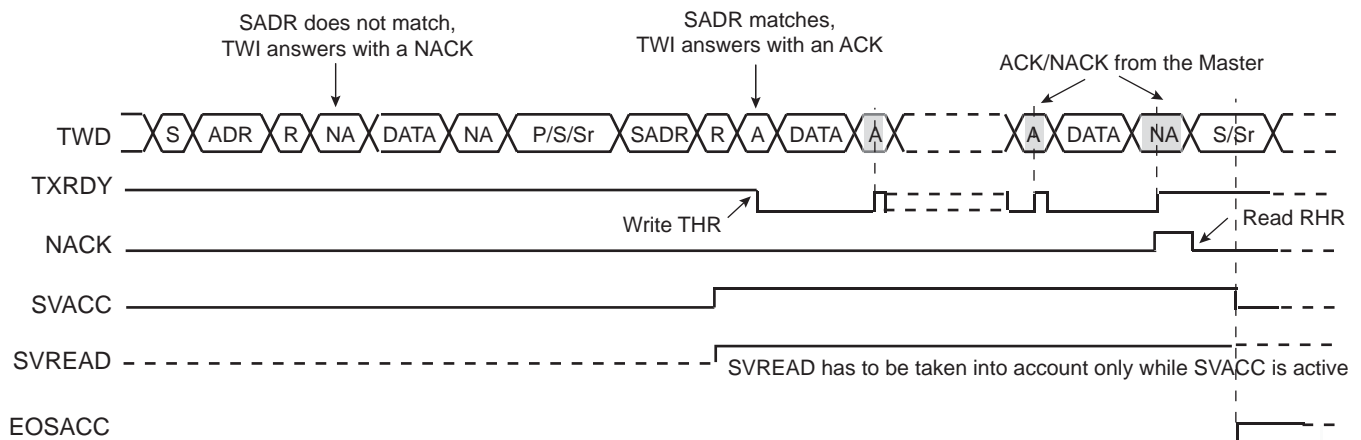 SADR does not match,
TWI answers with a NACK
SADR matches,
TWI answers with an ACK
ACK/NACK from the Master
TWD S ADR R NA DATA NA P/S/Sr SADR R A DATA A A DATA NA S/Sr
TXRDY
Write THR
Read RHR
NACK
SVACC
SVREAD
SVREAD has to be taken into account only while SVACC is active
EOSACC